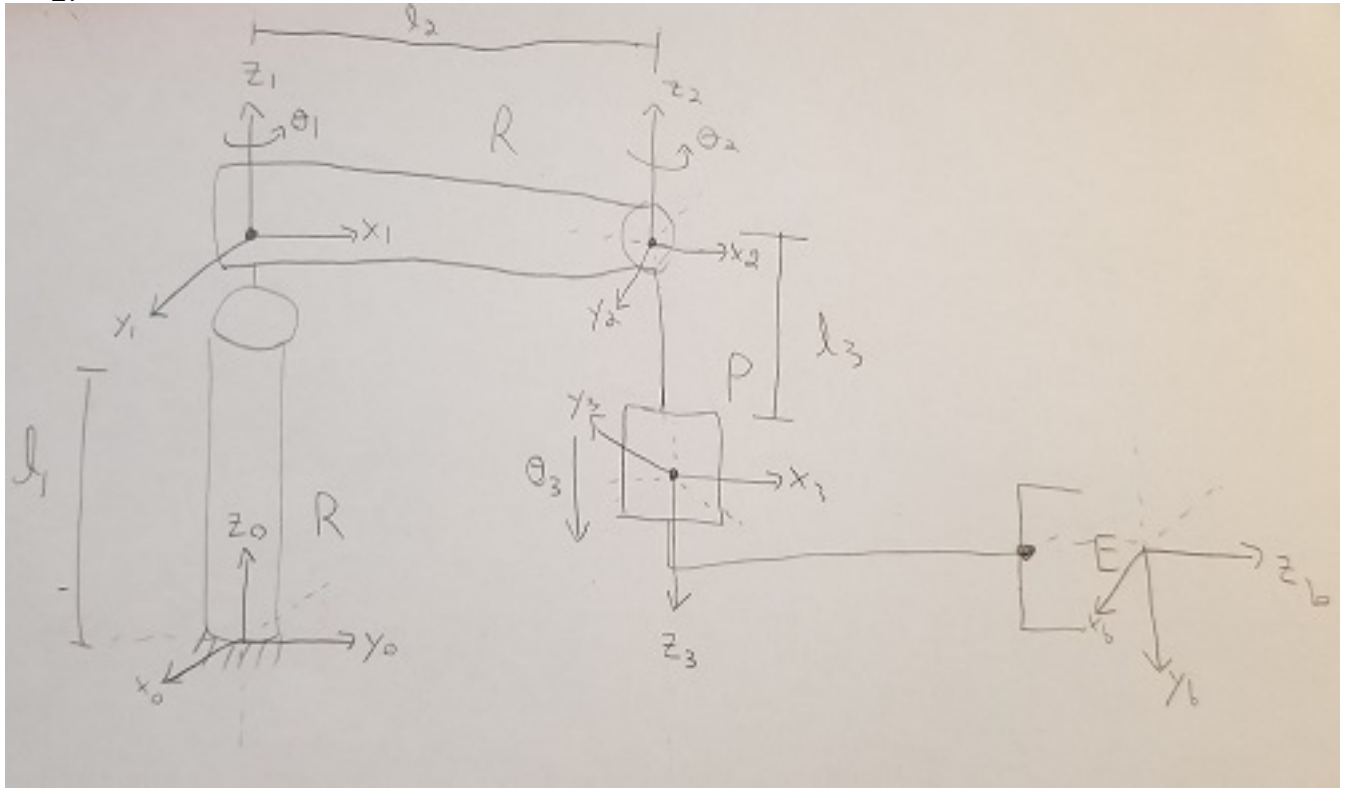 l₂
z₁
θ₁
R
z₂
θ₂
x₁
x₂
y₁
y₂
l₃
P
y₃
θ₃
x₃
l₁
z₀
R
E
z₆
x₆
y₀
x₀
z₃
y₆